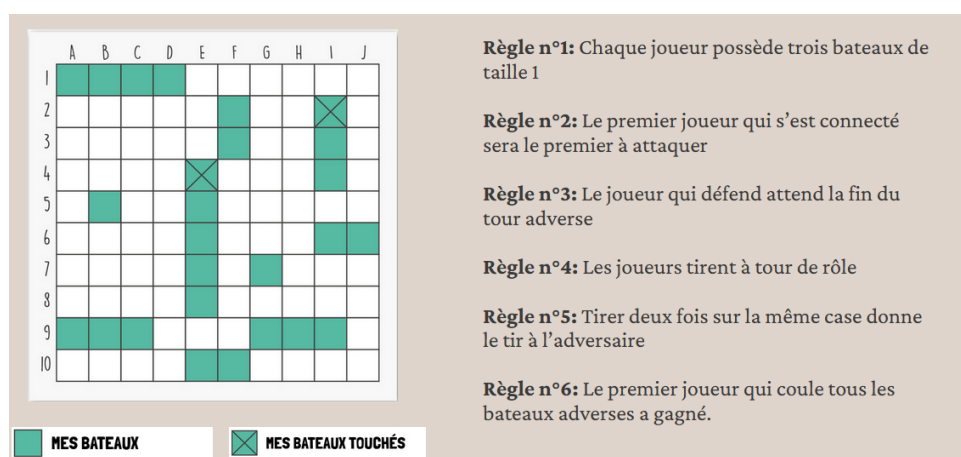 A B C D E F G H I J
1
2
3
4
5
6
7
8
9
10
MES BATEAUX
MES BATEAUX TOUCHÉS
Règle n°1: Chaque joueur possède trois bateaux de
taille 1
Règle n°2: Le premier joueur qui s’est connecté
sera le premier à attaquer
Règle n°3: Le joueur qui défend attend la fin du
tour adverse
Règle n°4: Les joueurs tirent à tour de rôle
Règle n°5: Tirer deux fois sur la même case donne
le tir à l’adversaire
Règle n°6: Le premier joueur qui coule tous les
bateaux adverses a gagné.